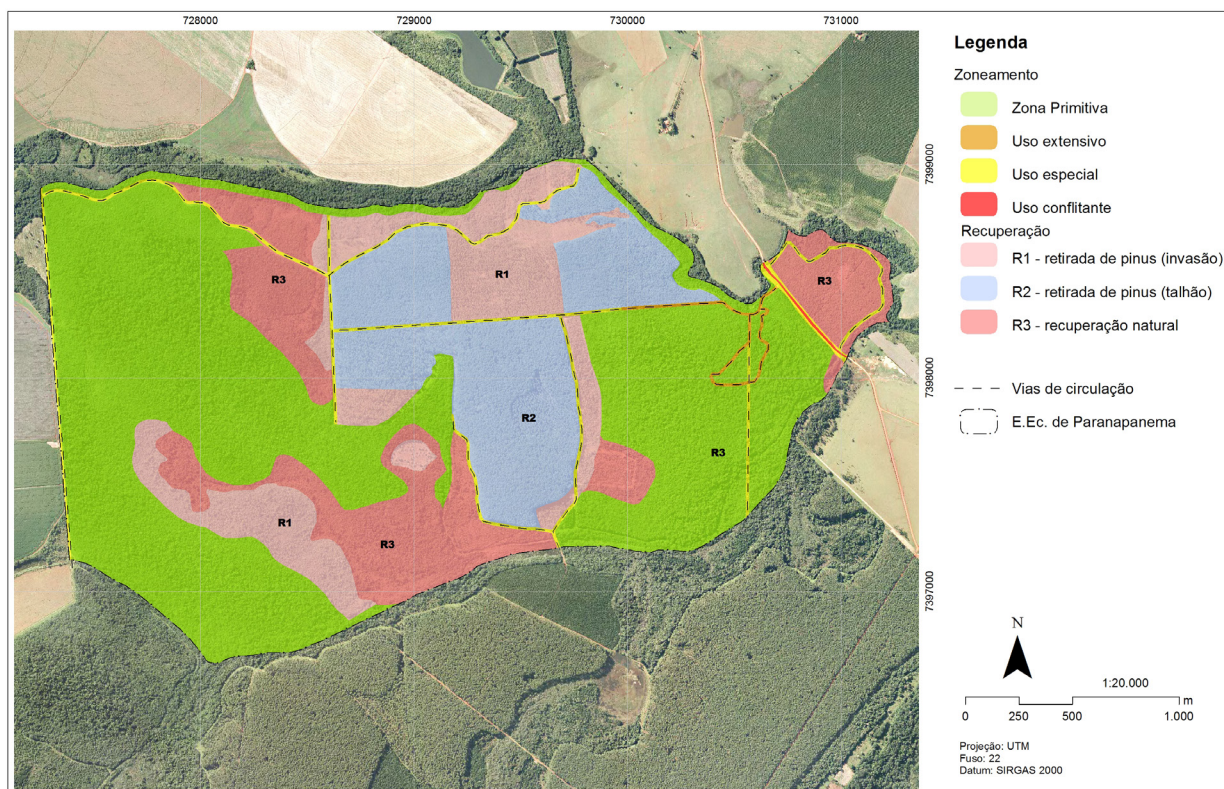 728000
729000
730000
731000
7399000
7398000
7397000
R1
R3
R3
R2
R3
R1
R3
Legenda
Zoneamento
Zona Primitiva
Uso extensivo
Uso especial
Uso conflitante
Recuperação
R1 - retirada de pinus (invasão)
R2 - retirada de pinus (talhão)
R3 - recuperação natural
Vias de circulação
E.Ec. de Paranapanema
N
1:20.000
m
0 250 500 1.000
Projeção: UTM
Fuso: 22
Datum: SIRGAS 2000